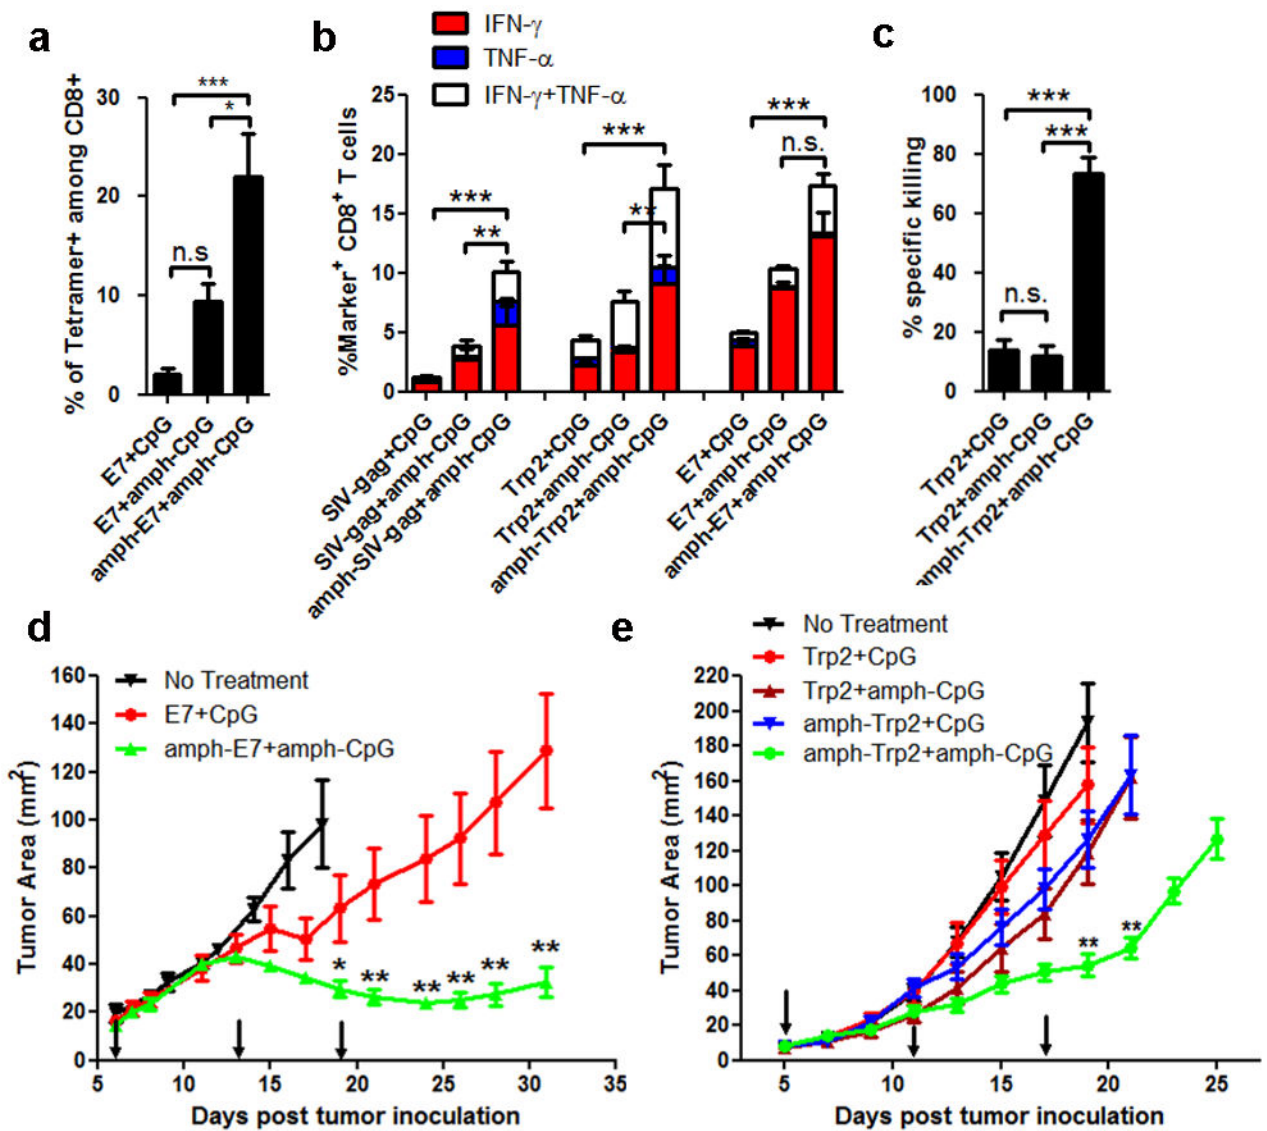 a
% of Tetramer+ among CD8+
30
20
10
0
***
*
n.s
E7+CpG
E7+amph-CpG
amph-E7+amph-CpG
b
IFN-γ
TNF-α
IFN-γ+TNF-α
%Marker+ CD8+ T cells
25
20
15
10
5
0
***
**
***
**
***
n.s.
SIV-gag+CpG
SIV-gag+amph-CpG
amph-SIV-gag+amph-CpG
Trp2+CpG
Trp2+amph-CpG
amph-Trp2+amph-CpG
E7+CpG
E7+amph-CpG
amph-E7+amph-CpG
c
% specific killing
100
80
60
40
20
0
***
***
n.s.
Trp2+CpG
Trp2+amph-CpG
amph-Trp2+amph-CpG
d
No Treatment
E7+CpG
amph-E7+amph-CpG
Tumor Area (mm2)
160
140
120
100
80
60
40
20
0
* ** ** ** ** **
5 10 15 20 25 30 35
Days post tumor inoculation
e
No Treatment
Trp2+CpG
Trp2+amph-CpG
amph-Trp2+CpG
amph-Trp2+amph-CpG
Tumor Area (mm2)
220
200
180
160
140
120
100
80
60
40
20
0
** **
5 10 15 20 25
Days post tumor inoculation